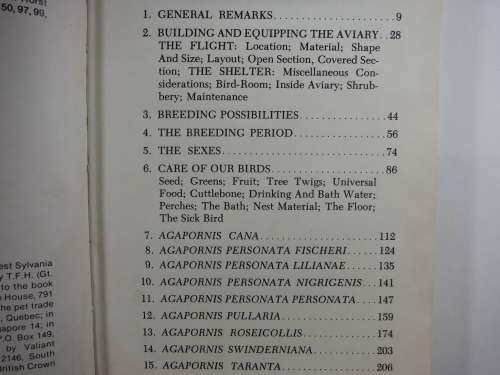 Horst
50, 97, 99,
est Sylvania
y T.F.H. (Gt.
to the book
House, 791
he pet trade
, Quebec; in
apore 14; in
P.O. Box 149,
by Valiant
2146, South
British Crown
1. GENERAL REMARKS.....................9
2. BUILDING AND EQUIPPING THE AVIARY..28
THE FLIGHT: Location; Material; Shape
And Size; Layout; Open Section, Covered Sec-
tion; THE SHELTER: Miscellaneous Con-
siderations; Bird-Room; Inside Aviary; Shrub-
bery; Maintenance
3. BREEDING POSSIBILITIES...............44
4. THE BREEDING PERIOD................56
5. THE SEXES............................74
6. CARE OF OUR BIRDS...................86
Seed; Greens; Fruit; Tree Twigs; Universal
Food; Cuttlebone; Drinking And Bath Water;
Perches; The Bath; Nest Material; The Floor;
The Sick Bird
7. AGAPORNIS CANA.....................112
8. AGAPORNIS PERSONATA FISCHERI.......124
9. AGAPORNIS PERSONATA LILIANAE......135
10. AGAPORNIS PERSONATA NIGRIGENIS...141
11. AGAPORNIS PERSONATA PERSONATA....147
12. AGAPORNIS PULLARIA................159
13. AGAPORNIS ROSEICOLLIS..............174
14. AGAPORNIS SWINDERNIANA...........203
15. AGAPORNIS TARANTA................206